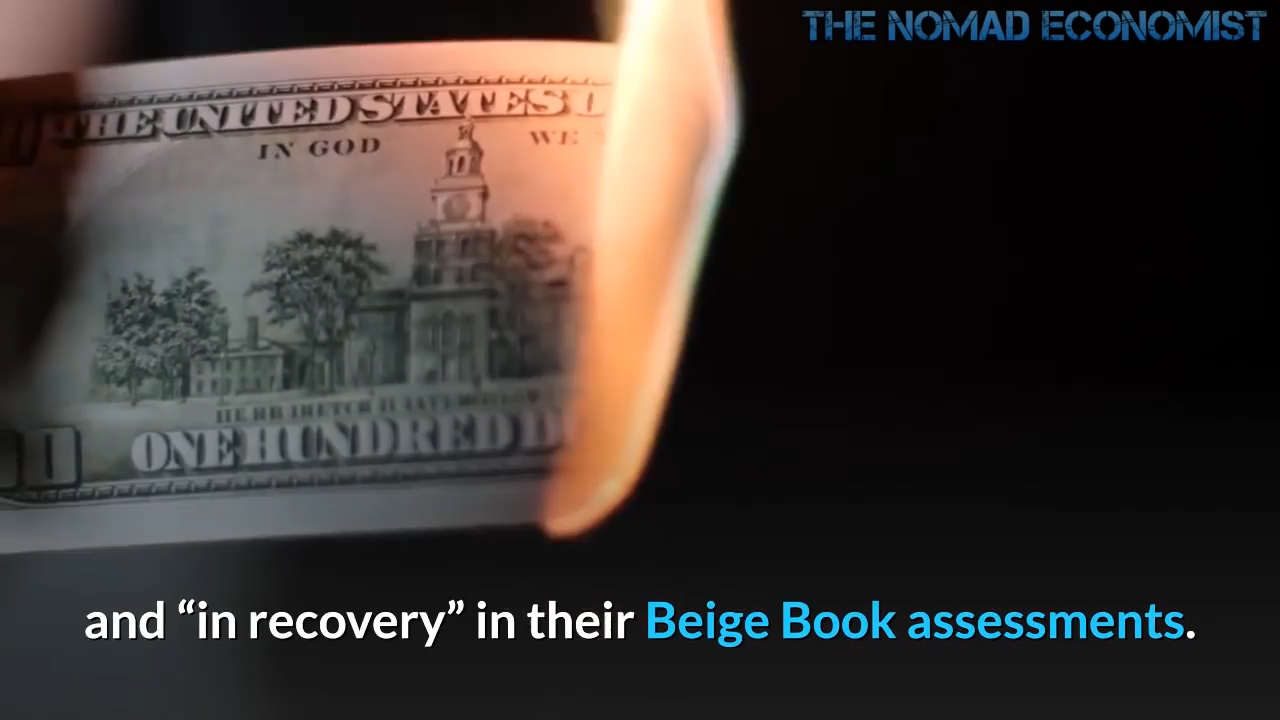 THE NOMAD ECONOMIST
THE UNITED STATES O
IN GOD WE
ONE HUNDRED D
and “in recovery” in their Beige Book assessments.